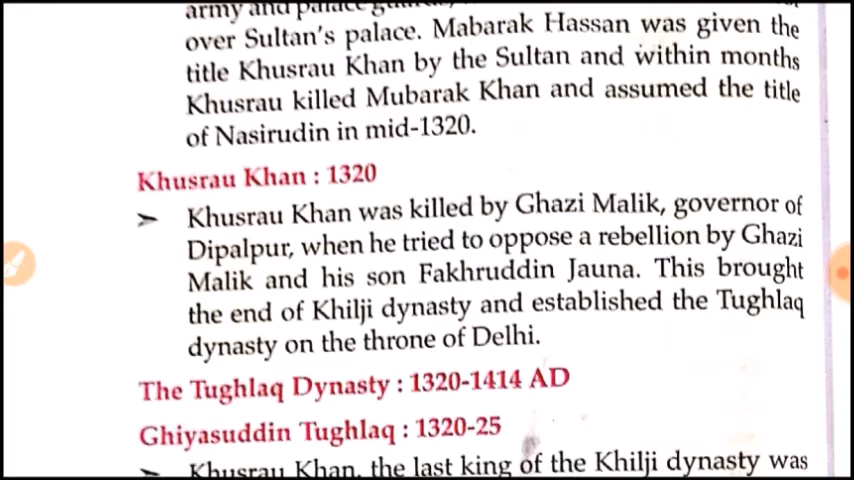 army and palace
over Sultan's palace. Mabarak Hassan was given the
title Khusrau Khan by the Sultan and within months
Khusrau killed Mubarak Khan and assumed the title
of Nasirudin in mid-1320.
Khusrau Khan : 1320
➤ Khusrau Khan was killed by Ghazi Malik, governor of
Dipalpur, when he tried to oppose a rebellion by Ghazi
Malik and his son Fakhruddin Jauna. This brought
the end of Khilji dynasty and established the Tughlaq
dynasty on the throne of Delhi.
The Tughlaq Dynasty : 1320-1414 AD
Ghiyasuddin Tughlaq : 1320-25
➤ Khusrau Khan, the last king of the Khilji dynasty was